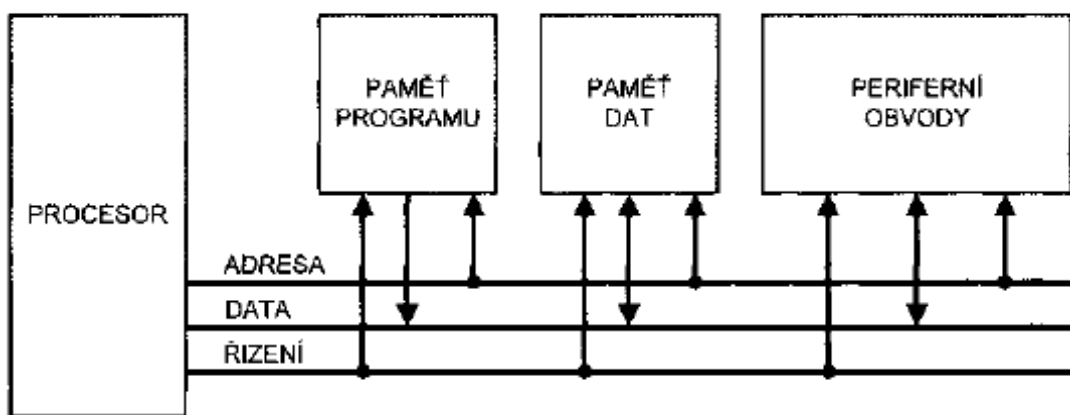 PAMĚŤ
PROGRAMU
PAMĚŤ
DAT
PERIFERNÍ
OBVODY
PROCESOR
ADRESA
DATA
ŘIZENÍ